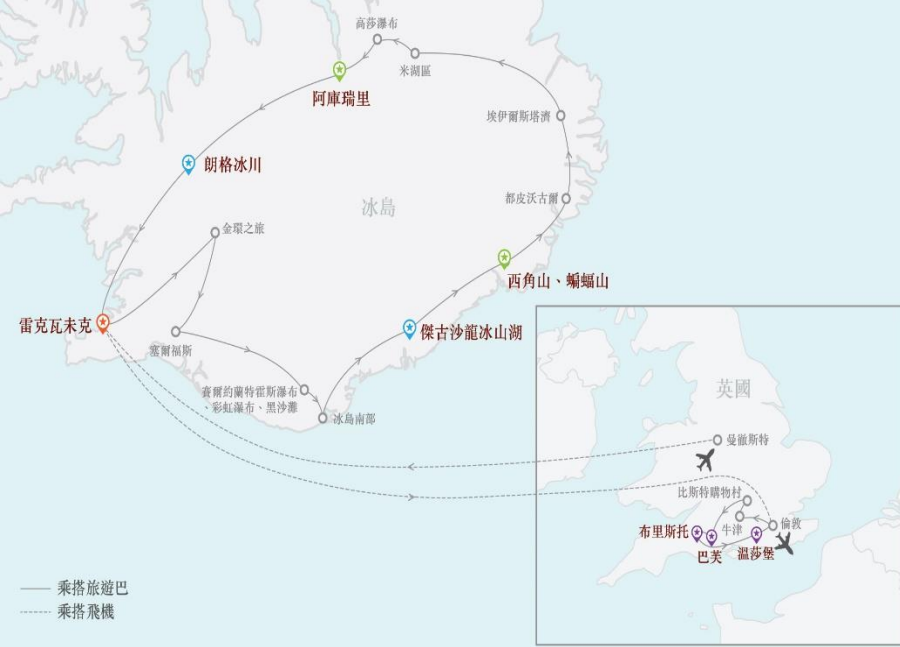 高莎瀑布
米湖區
阿庫瑞里
埃伊爾斯塔濟
朗格冰川
都皮沃古爾
冰島
金環之旅
西角山、蝙蝠山
雷克瓦未克
傑古沙龍冰山湖
塞爾福斯
賽爾約蘭特霍斯瀑布
、彩虹瀑布、黑沙灘
冰島南部
英國
曼徹斯特
比斯特購物村
布里斯托
牛津
倫敦
巴芙
溫莎堡
乘搭旅遊巴
乘搭飛機